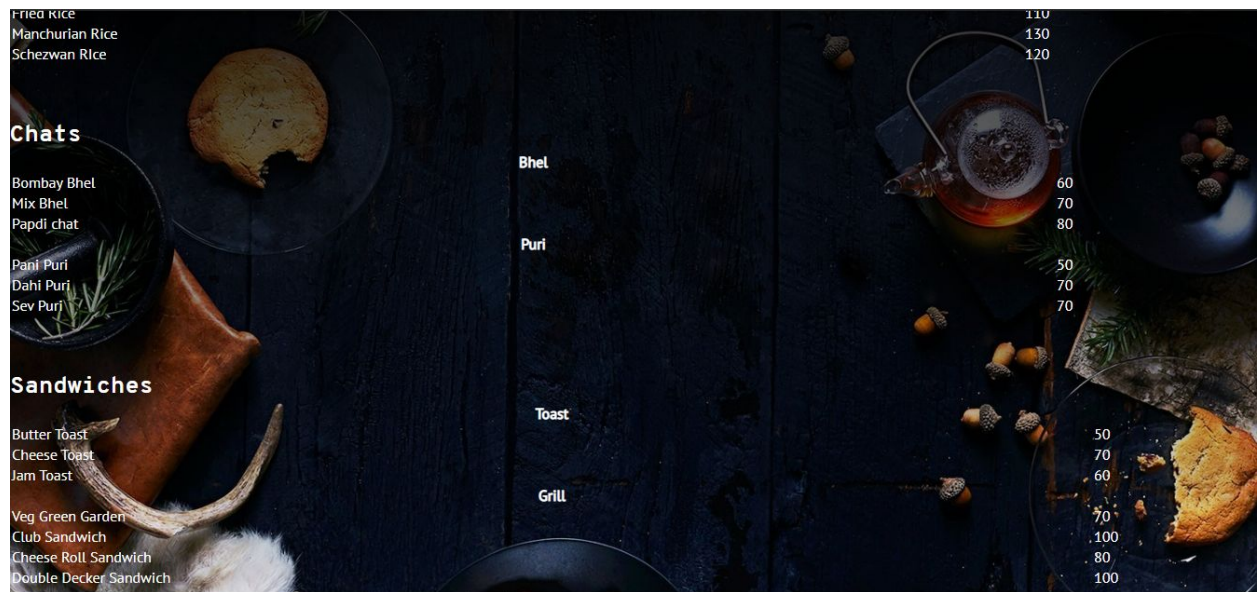 Fried Rice 110
Manchurian Rice 130
Schezwan RIce 120
Chats
Bhel
Bombay Bhel 60
Mix Bhel 70
Papdi chat 80
Puri
Pani Puri 50
Dahi Puri 70
Sev Puri 70
Sandwiches
Toast
Butter Toast 50
Cheese Toast 70
Jam Toast 60
Grill
Veg Green Garden 70
Club Sandwich 100
Cheese Roll Sandwich 80
Double Decker Sandwich 100